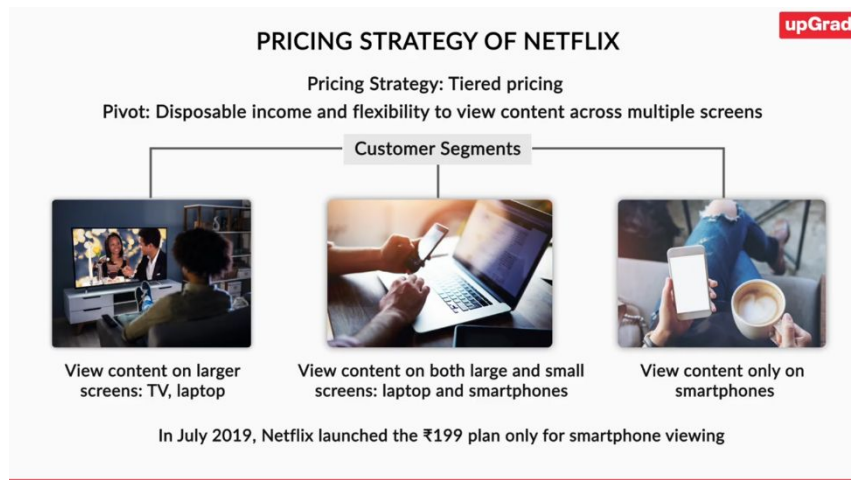 upGrad
PRICING STRATEGY OF NETFLIX
Pricing Strategy: Tiered pricing
Pivot: Disposable income and flexibility to view content across multiple screens
Customer Segments
View content on larger
screens: TV, laptop
View content on both large and small
screens: laptop and smartphones
View content only on
smartphones
In July 2019, Netflix launched the ₹199 plan only for smartphone viewing